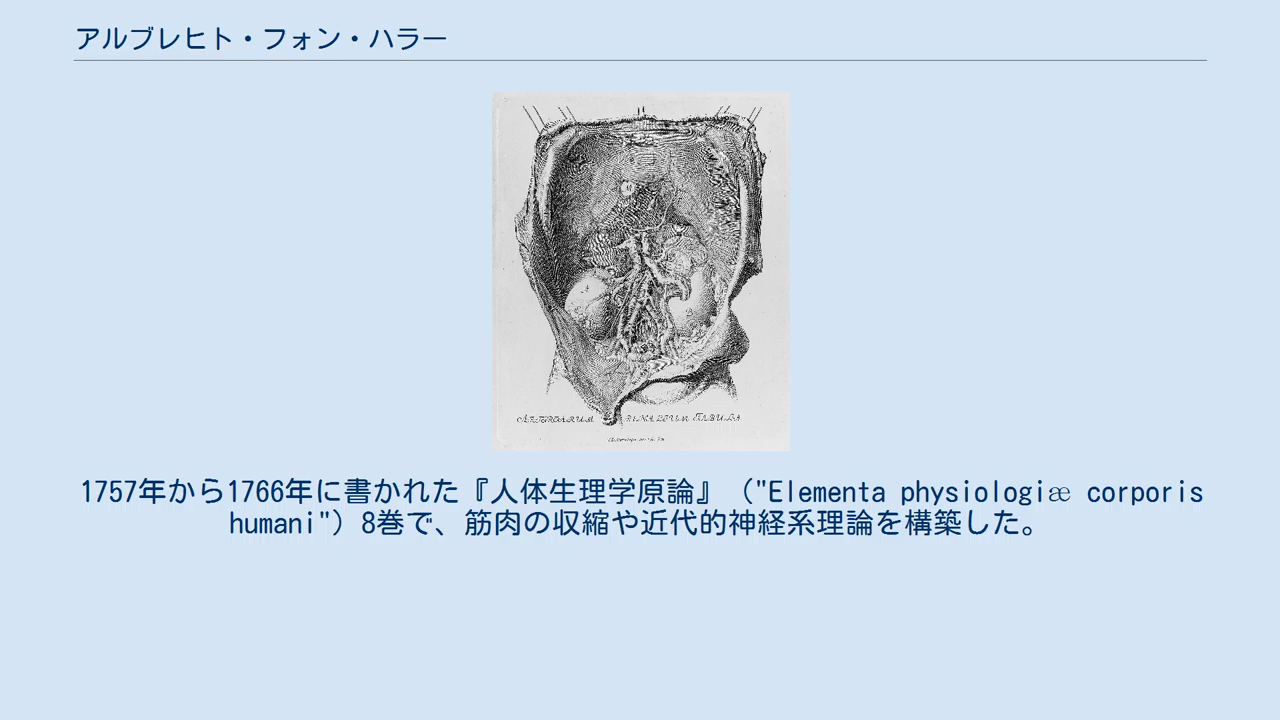 アルブレヒト・フォン・ハラー
TABULA
1757年から1766年に書かれた『人体生理学原論』（"Elementa physiologiæ corporis
humani"）8巻で、筋肉の収縮や近代的神経系理論を構築した。